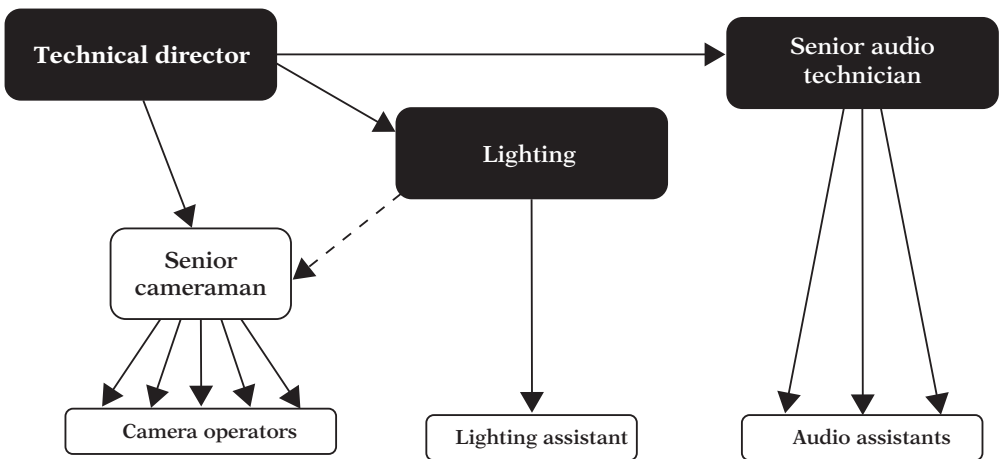 Technical director
Senior audio
technician
Lighting
Senior
cameraman
Camera operators
Lighting assistant
Audio assistants